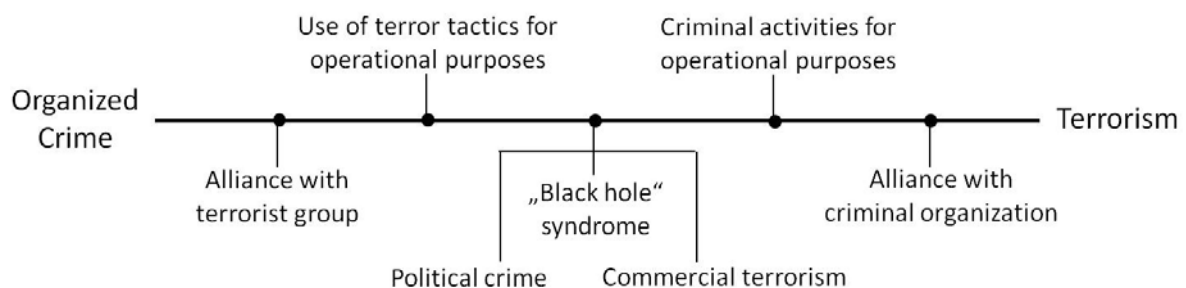 Use of terror tactics for
operational purposes
Criminal activities for
operational purposes
Organized
Crime
Terrorism
Alliance with
terrorist group
„Black hole“
syndrome
Alliance with
criminal organization
Political crime
Commercial terrorism